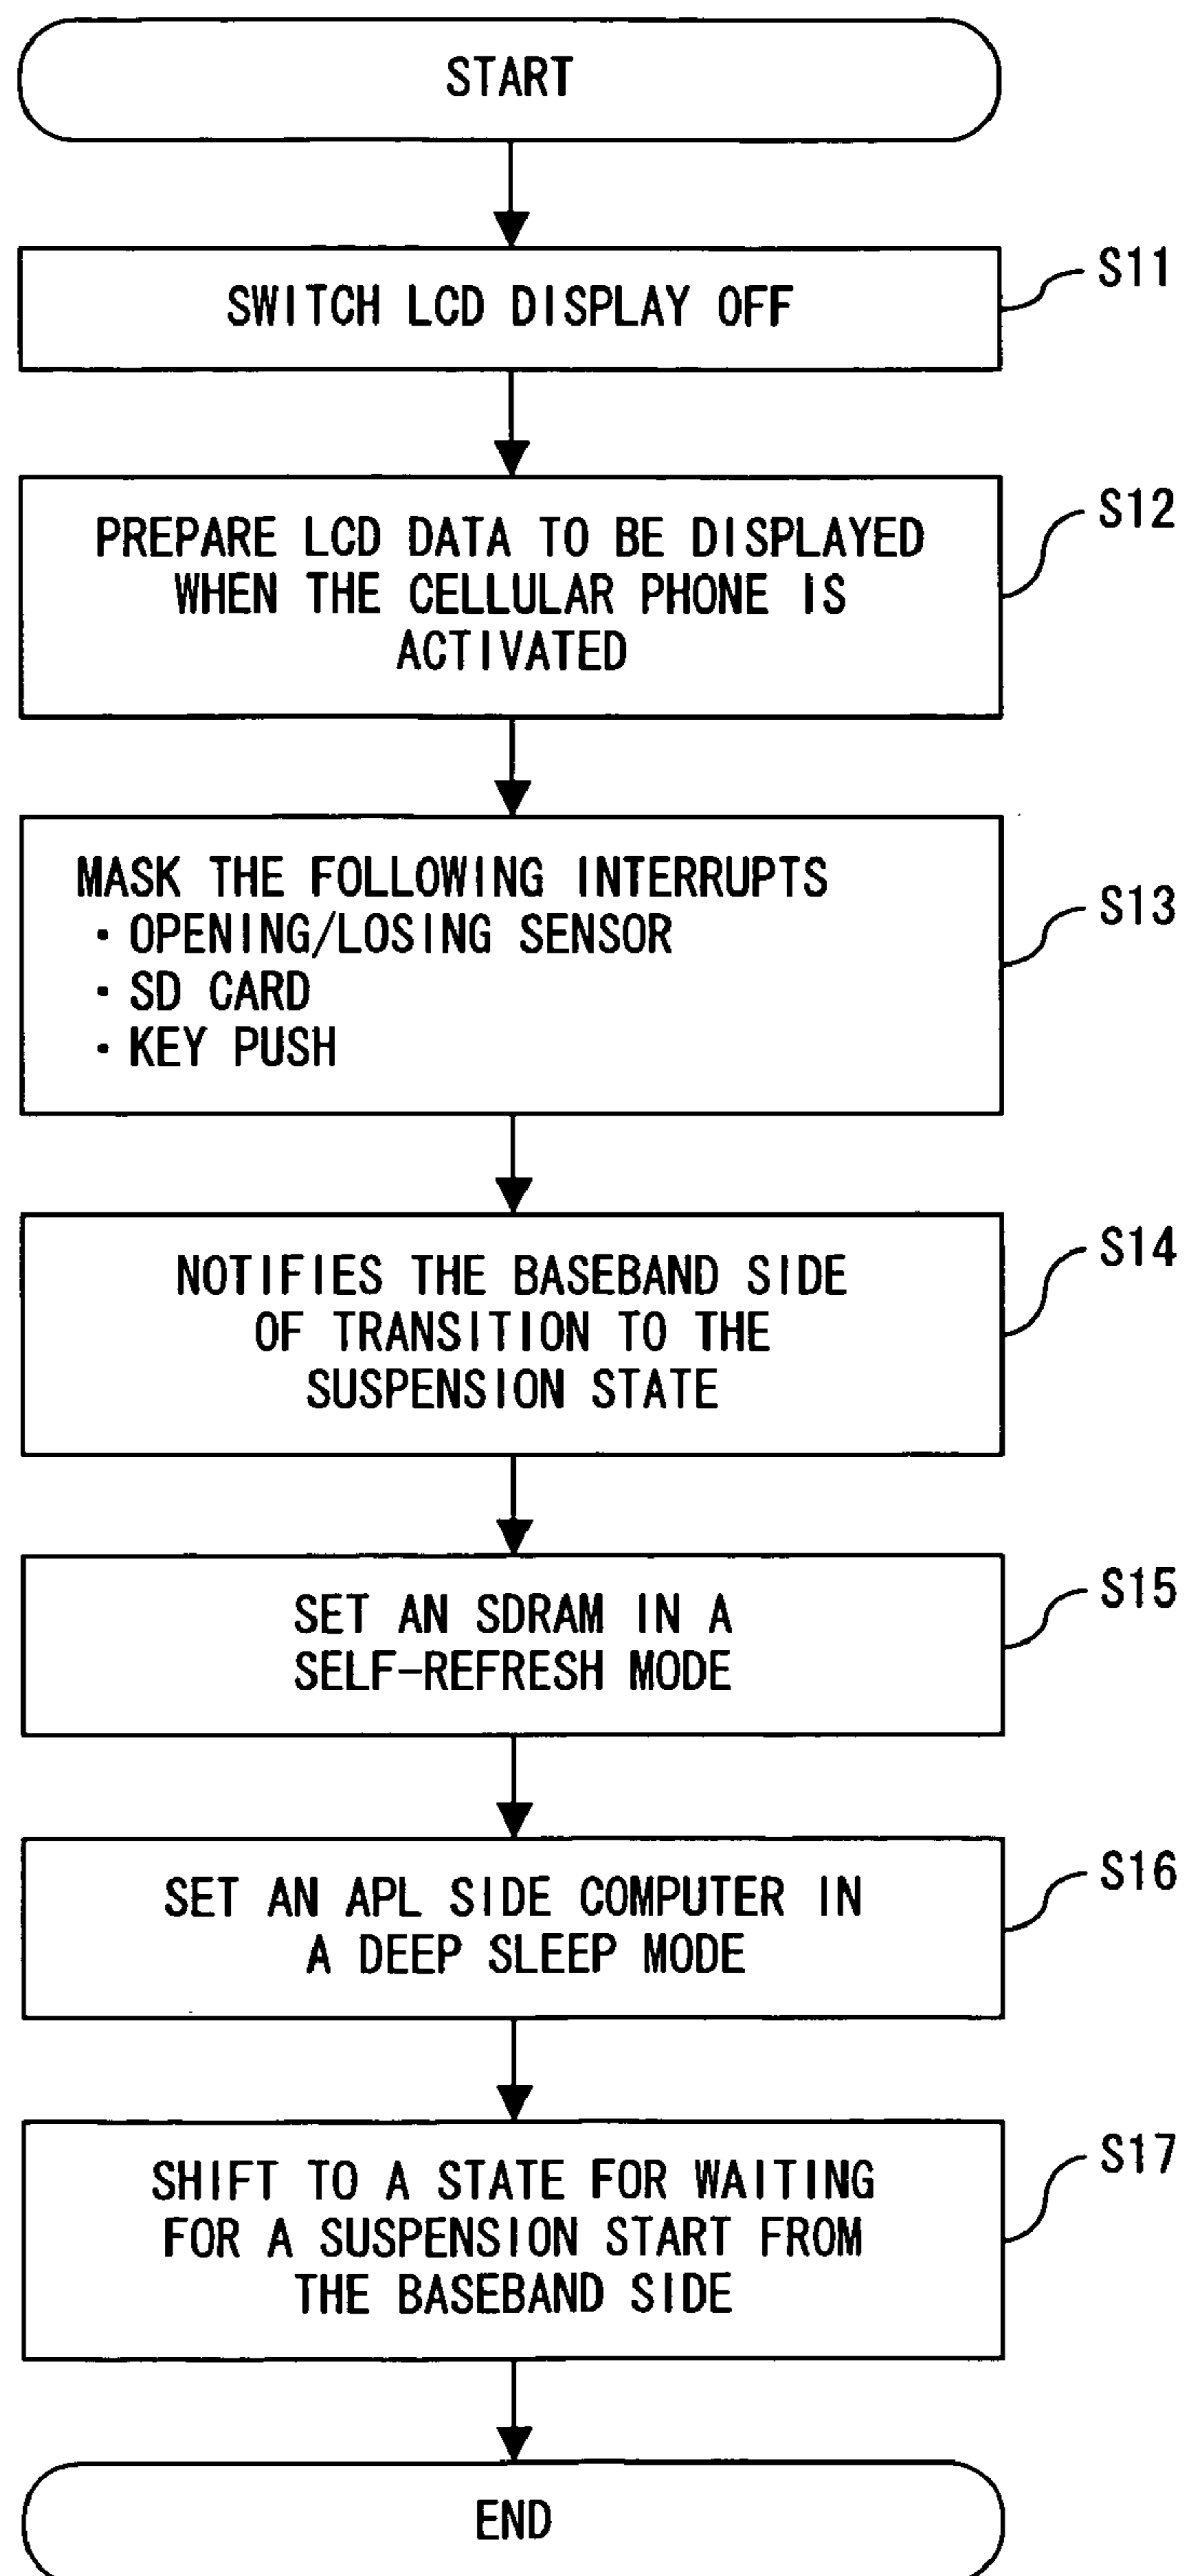 START
SWITCH LCD DISPLAY OFF
S11
PREPARE LCD DATA TO BE DISPLAYED
WHEN THE CELLULAR PHONE IS
ACTIVATED
S12
MASK THE FOLLOWING INTERRUPTS
・OPENING/LOSING SENSOR
・SD CARD
・KEY PUSH
S13
NOTIFIES THE BASEBAND SIDE
OF TRANSITION TO THE
SUSPENSION STATE
S14
SET AN SDRAM IN A
SELF-REFRESH MODE
S15
SET AN APL SIDE COMPUTER IN
A DEEP SLEEP MODE
S16
SHIFT TO A STATE FOR WAITING
FOR A SUSPENSION START FROM
THE BASEBAND SIDE
S17
END